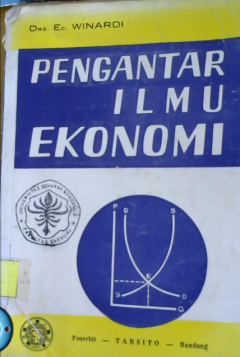 Drs. Ec. WINARDI
PENGANTAR
ILMU
EKONOMI
P
D
S
E
S
D
Q
Penerbit — TARSITO — Bandung